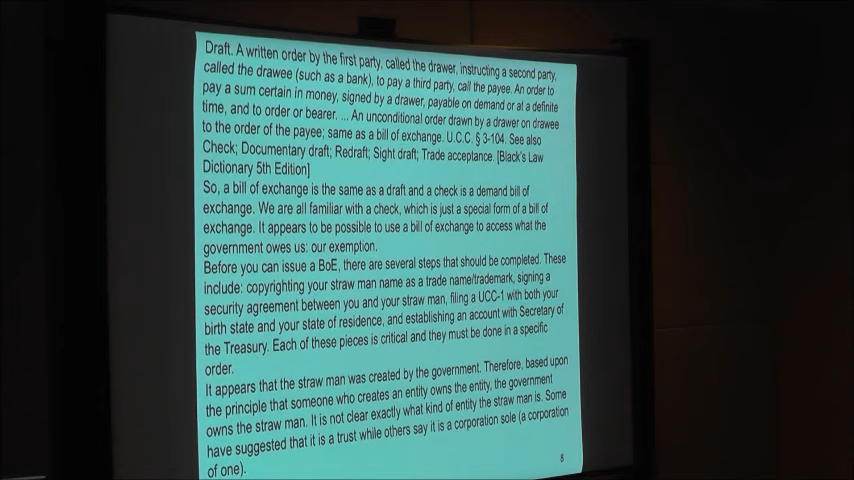 Draft. A written order by the first party, called the drawer, instructing a second party,
called the drawee (such as a bank), to pay a third party, call the payee. An order to
pay a sum certain in money, signed by a drawer, payable on demand or at a definite
time, and to order or bearer. ... An unconditional order drawn by a drawer on drawee
to the order of the payee; same as a bill of exchange. U.C.C. § 3-104. See also
Check; Documentary draft; Redraft; Sight draft; Trade acceptance. [Black's Law
Dictionary 5th Edition]
So, a bill of exchange is the same as a draft and a check is a demand bill of
exchange. We are all familiar with a check, which is just a special form of a bill of
exchange. It appears to be possible to use a bill of exchange to access what the
government owes us: our exemption.
Before you can issue a BoE, there are several steps that should be completed. These
include: copyrighting your straw man name as a trade name/trademark, signing a
security agreement between you and your straw man, filing a UCC-1 with both your
birth state and your state of residence, and establishing an account with Secretary of
the Treasury. Each of these pieces is critical and they must be done in a specific
order.
It appears that the straw man was created by the government. Therefore, based upon
the principle that someone who creates an entity owns the entity, the government
owns the straw man. It is not clear exactly what kind of entity the straw man is. Some
have suggested that it is a trust while others say it is a corporation sole (a corporation
of one).
8